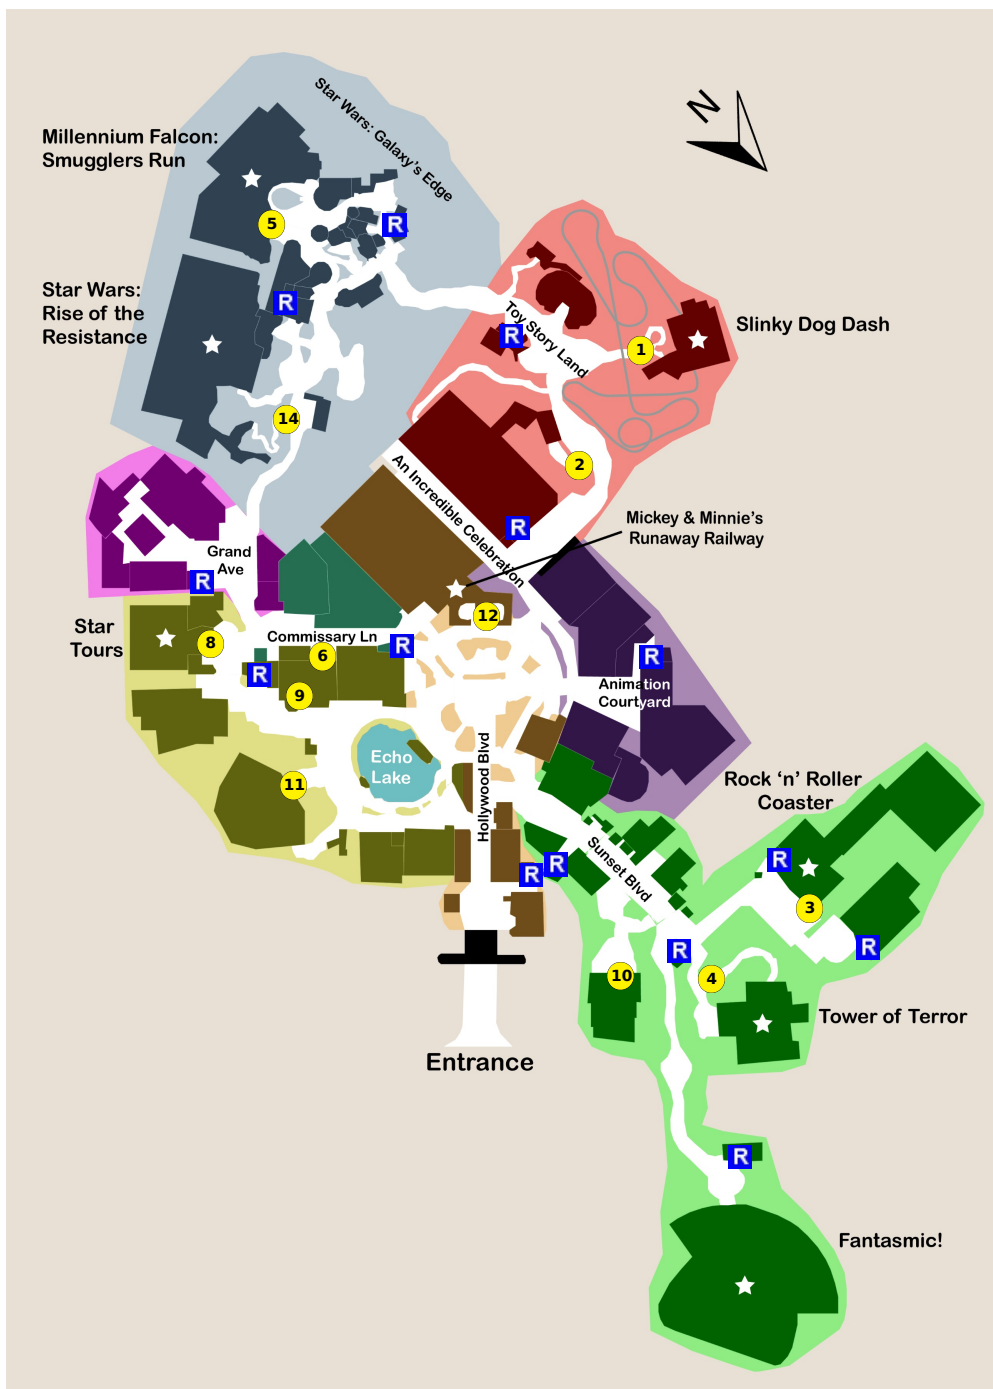 N
Star Wars: Galaxy's Edge
Millennium Falcon:
Smugglers Run
5
R
Star Wars:
Rise of the
Resistance
R
Toy Story Land
R
1
Slinky Dog Dash
14
2
An Incredible Celebration
R
Mickey & Minnie's
Runaway Railway
Grand
Ave
R
12
Star
Tours
8
Commissary Ln
6
R
R
9
R
Animation
Courtyard
Echo
Lake
11
Hollywood Blvd
Rock 'n' Roller
Coaster
Sunset Blvd
R
R
R
3
R
R
10
4
Tower of Terror
Entrance
R
Fantasmic!